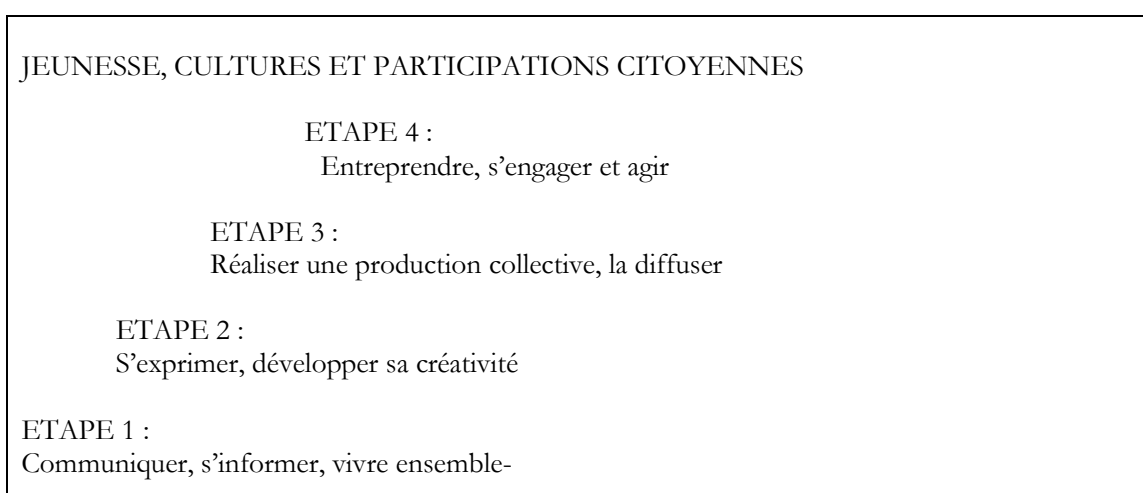 JEUNESSE, CULTURES ET PARTICIPATIONS CITOYENNES
ETAPE 4 :
Entreprendre, s’engager et agir
ETAPE 3 :
Réaliser une production collective, la diffuser
ETAPE 2 :
S’exprimer, développer sa créativité
ETAPE 1 :
Communiquer, s’informer, vivre ensemble-